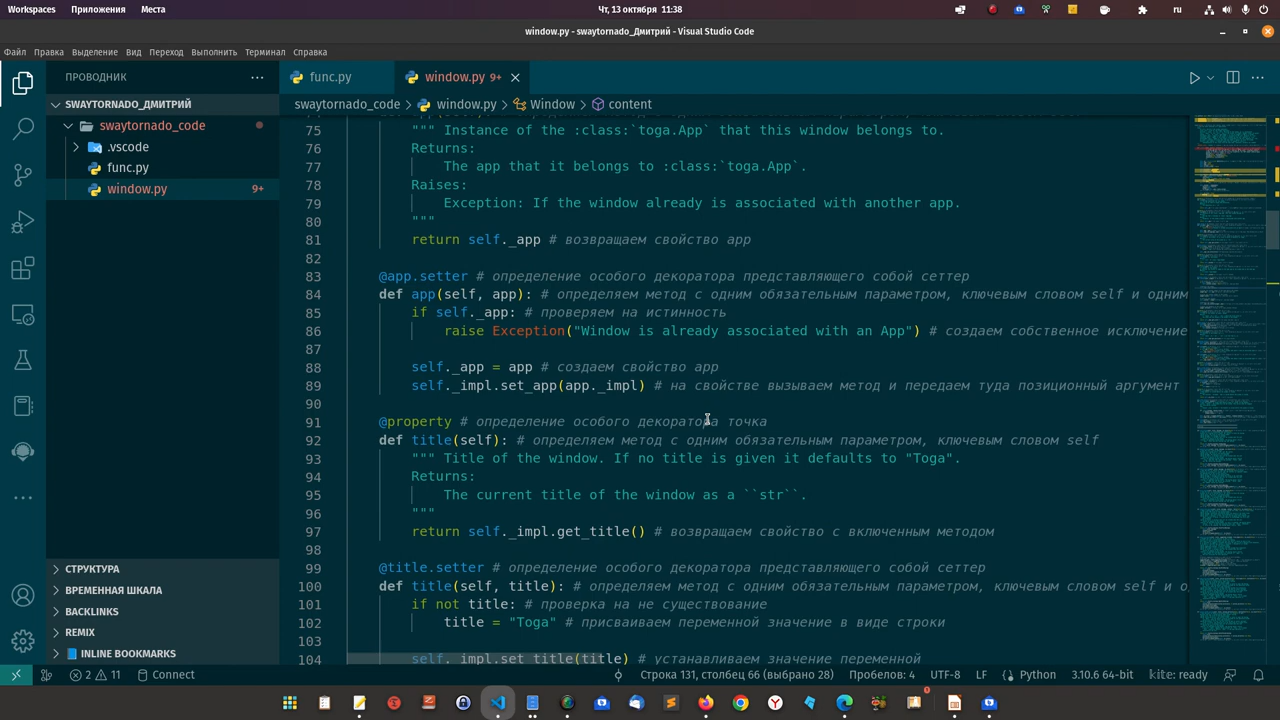 Workspaces Приложения Места Чт, 13 октября 11:38 ru
window.py - swaytornado_Дмитрий - Visual Studio Code
Файл Правка Выделение Вид Переход Выполнить Терминал Справка
ПРОВОДНИК
func.py
window.py 9+
SWAYTORNADO_ДМИТРИЙ
swaytornado_code
.vscode
func.py
window.py 9+
СТРУКТУРА
ВРЕМЕННАЯ ШКАЛА
BACKLINKS
REMIX
INLINE BOOKMARKS
swaytornado_code > window.py > Window > content
75 """ Instance of the :class:`toga.App` that this window belongs to.
76 Returns:
77 The app that it belongs to :class:`toga.App`.
78 Raises:
79 Exception: If the window already is associated with another app.
80 """
81 return self._app # возвращаем свойство app
82
83 @app.setter # определение особого декоратора представляющего собой сетер
84 def app(self, app): # определяем метод с одним обязательным параметром, ключевым словом self и одним
85 if self._app: # проверяем на истинность
86 raise Exception("Window is already associated with an App") # создаем собственное исключение
87
88 self._app = app # создаем свойство app
89 self._impl.set_app(app._impl) # на свойстве вызываем метод и передаем туда позиционный аргумент
90
91 @property # определение особого декоратора точка
92 def title(self): # определяем метод с одним обязательным параметром, ключевым словом self
93 """ Title of the window. If no title is given it defaults to "Toga".
94 Returns:
95 The current title of the window as a ``str``.
96 """
97 return self._impl.get_title() # возвращаем свойство с включенным методом
98
99 @title.setter # определение особого декоратора представляющего собой сетер
100 def title(self, title): # определяем метод с одним обязательным параметром, ключевым словом self и о
101 if not title: # проверка на не существование
102 title = "Toga" # присваиваем переменной значение в виде строки
103
104 self._impl.set_title(title) # устанавливаем значение переменной
2 11 Connect Строка 131, столбец 66 (выбрано 28) Пробелов: 4 UTF-8 LF Python 3.10.6 64-bit kite: ready